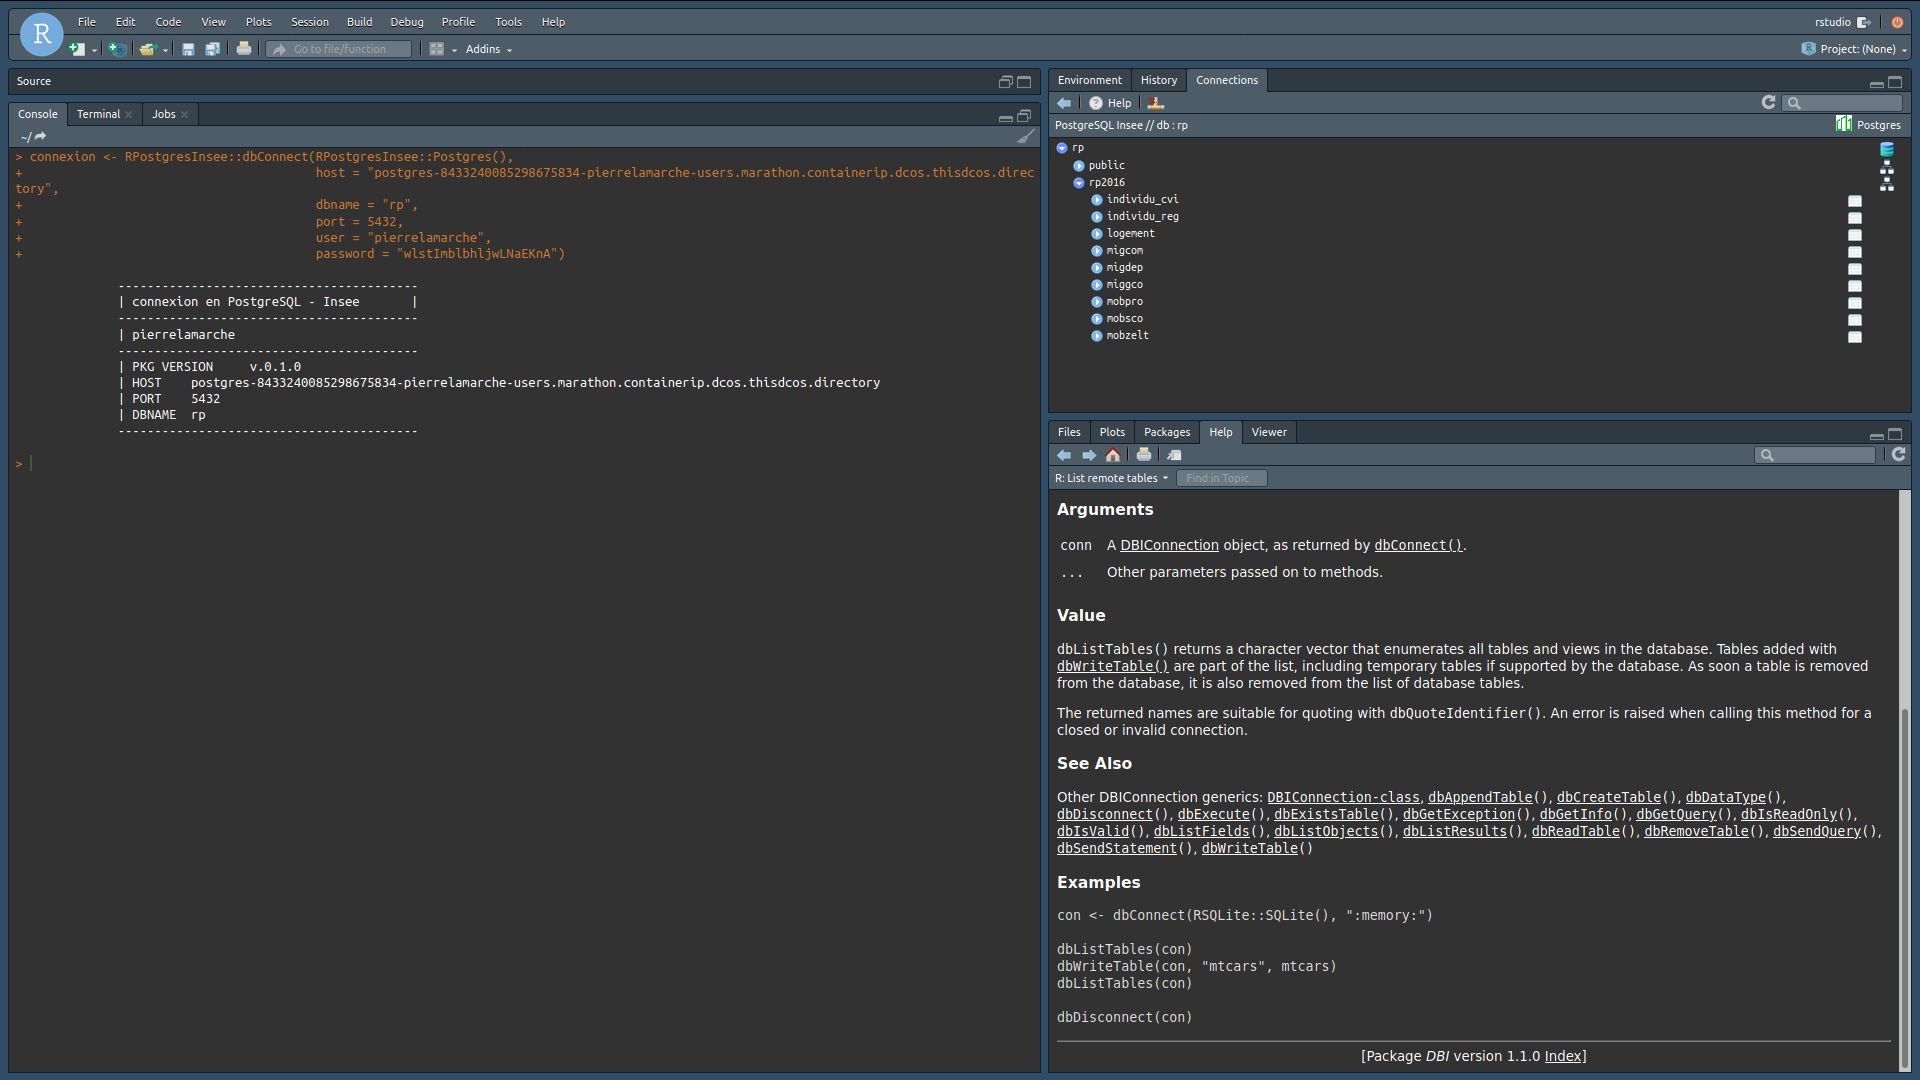 File Edit Code View Plots Session Build Debug Profile Tools Help
rstudio
R
Go to file/function
Addins
Project: (None)
Source
Console Terminal Jobs
~/
> connexion <- RPostgresInsee::dbConnect(RPostgresInsee::Postgres(),
+ host = "postgres-8433240085298675834-pierrelamarche-users.marathon.containerip.dcos.thisdcos.direc
tory",
+ dbname = "rp",
+ port = 5432,
+ user = "pierrelamarche",
+ password = "wlstImblbhljwLNaEKnA")
-----------------------------------------
| connexion en PostgreSQL - Insee |
-----------------------------------------
| pierrelamarche
-----------------------------------------
| PKG VERSION v.0.1.0
| HOST postgres-8433240085298675834-pierrelamarche-users.marathon.containerip.dcos.thisdcos.directory
| PORT 5432
| DBNAME rp
-----------------------------------------
>
Environment History Connections
Help
PostgreSQL Insee // db : rp
Postgres
rp
public
rp2016
individu_cvi
individu_reg
logement
migcom
migdep
miggco
mobpro
mobsco
mobzelt
Files Plots Packages Help Viewer
R: List remote tables
Find in Topic
Arguments
conn A DBIConnection object, as returned by dbConnect().
... Other parameters passed on to methods.
Value
dbListTables() returns a character vector that enumerates all tables and views in the database. Tables added with
dbWriteTable() are part of the list, including temporary tables if supported by the database. As soon a table is removed
from the database, it is also removed from the list of database tables.
The returned names are suitable for quoting with dbQuoteIdentifier(). An error is raised when calling this method for a
closed or invalid connection.
See Also
Other DBIConnection generics: DBIConnection-class, dbAppendTable(), dbCreateTable(), dbDataType(),
dbDisconnect(), dbExecute(), dbExistsTable(), dbGetException(), dbGetInfo(), dbGetQuery(), dbIsReadOnly(),
dbIsValid(), dbListFields(), dbListObjects(), dbListResults(), dbReadTable(), dbRemoveTable(), dbSendQuery(),
dbSendStatement(), dbWriteTable()
Examples
con <- dbConnect(RSQLite::SQLite(), ":memory:")
dbListTables(con)
dbWriteTable(con, "mtcars", mtcars)
dbListTables(con)
dbDisconnect(con)
[Package DBI version 1.1.0 Index]